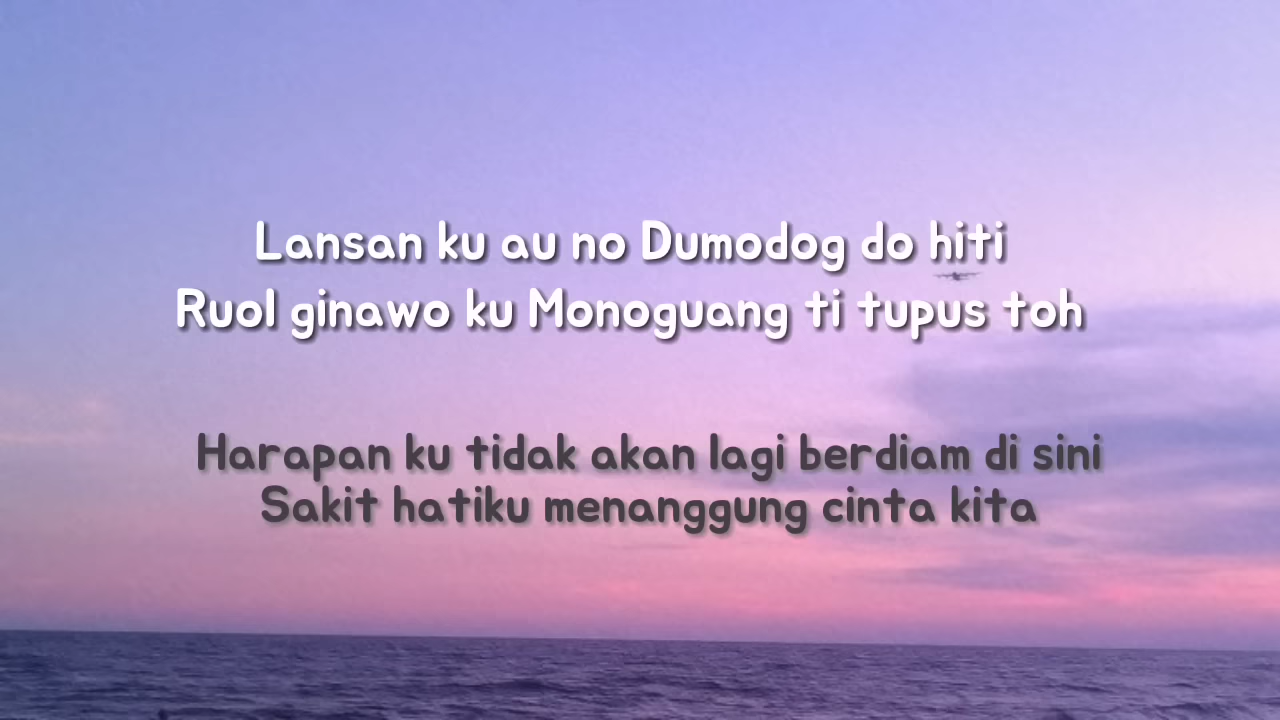 Lansan ku au no Dumodog do hiti
Ruol ginawo ku Monoguang ti tupus toh
Harapan ku tidak akan lagi berdiam di sini
Sakit hatiku menanggung cinta kita